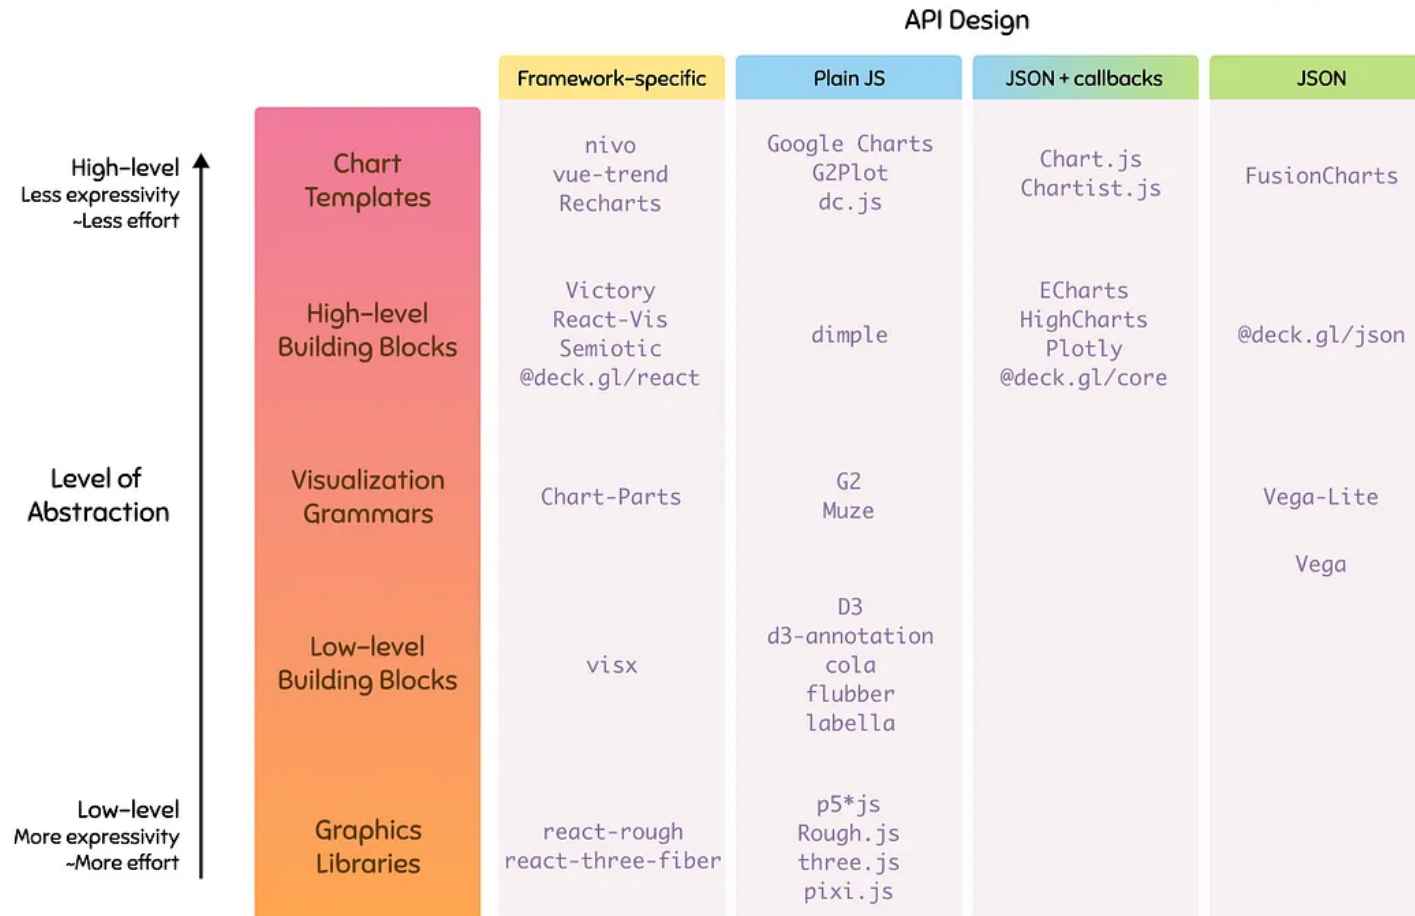 API Design
Framework-specific
Plain JS
JSON + callbacks
JSON
High-level
Less expressivity
~Less effort
Chart
Templates
nivo
vue-trend
Recharts
Google Charts
G2Plot
dc.js
Chart.js
Chartist.js
FusionCharts
High-level
Building Blocks
Victory
React-Vis
Semiotic
@deck.gl/react
dimple
ECharts
HighCharts
Plotly
@deck.gl/core
@deck.gl/json
Level of
Abstraction
Visualization
Grammars
Chart-Parts
G2
Muze
Vega-Lite
Vega
Low-level
Building Blocks
visx
D3
d3-annotation
cola
flubber
labella
Low-level
More expressivity
~More effort
Graphics
Libraries
react-rough
react-three-fiber
p5*js
Rough.js
three.js
pixi.js